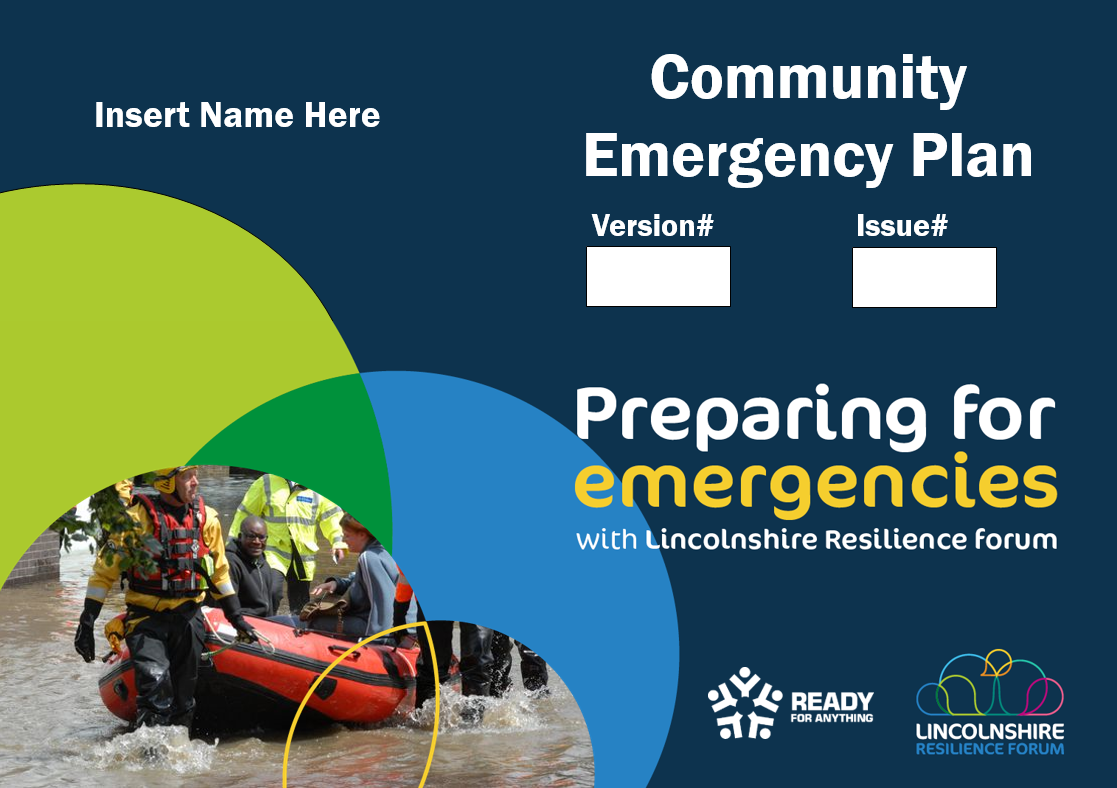 Insert Name Here
Community
Emergency Plan
Version#
Issue#
Preparing for
emergencies
with Lincolnshire Resilience forum
READY
FOR ANYTHING
LINCOLNSHIRE
RESILIENCE FORUM